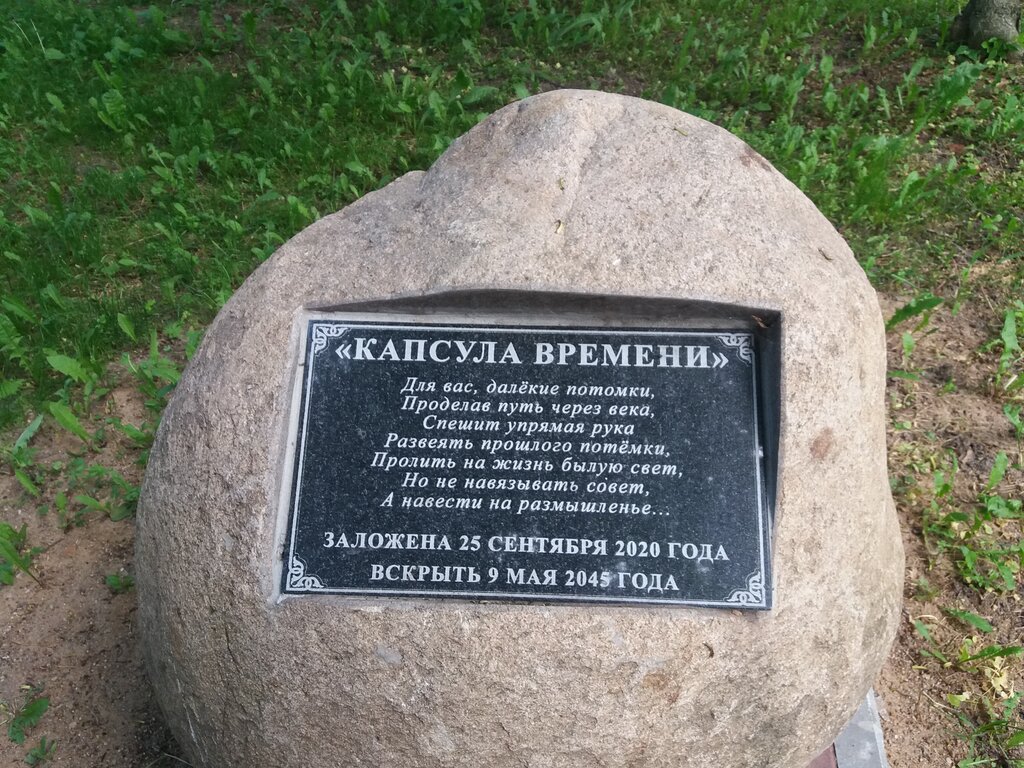 «КАПСУЛА ВРЕМЕНИ»
Для вас, далёкие потомки,
Проделав путь через века,
Спешит упрямая рука
Развеять прошлого потёмки,
Пролить на жизнь былую свет,
Но не навязывать совет,
А навести на размышленье...
ЗАЛОЖЕНА 25 СЕНТЯБРЯ 2020 ГОДА
ВСКРЫТЬ 9 МАЯ 2045 ГОДА